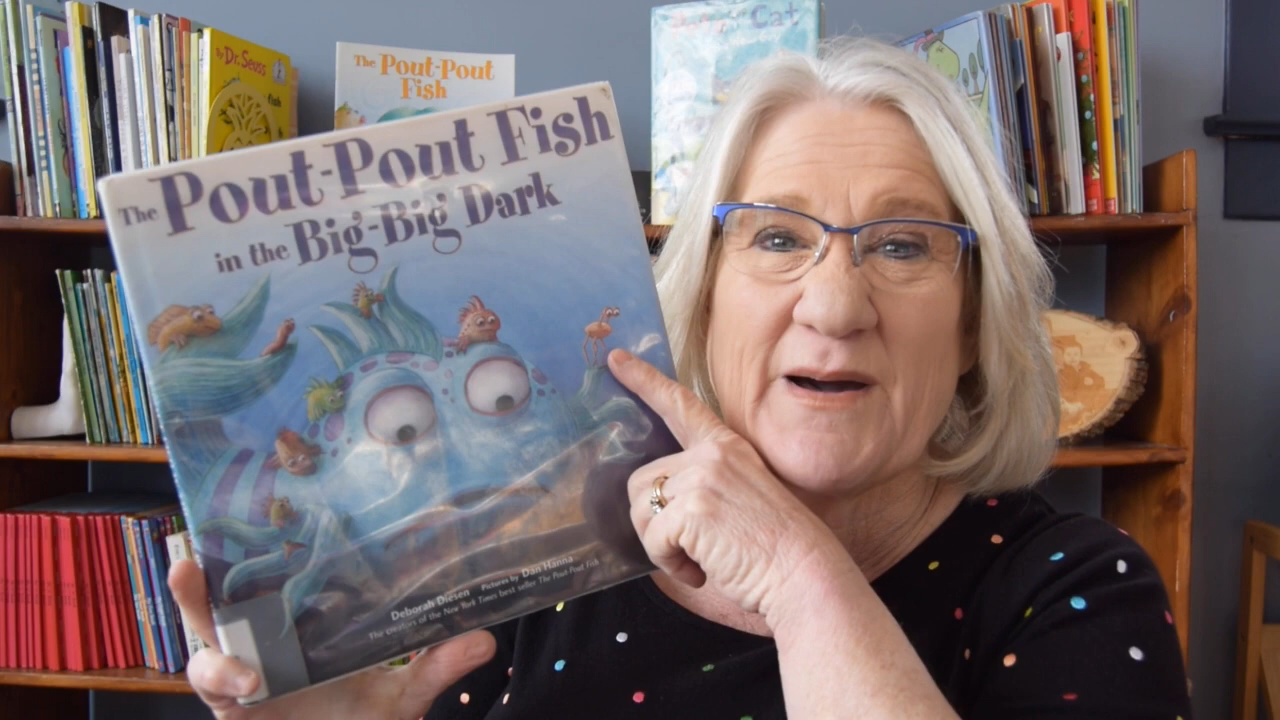 by Dr. Seuss
fish
The Pout-Pout
Fish
Cat
The Pout-Pout Fish
in the Big-Big Dark
Deborah Diesen Pictures by Dan Hanna
The creators of the New York Times best seller The Pout-Pout Fish